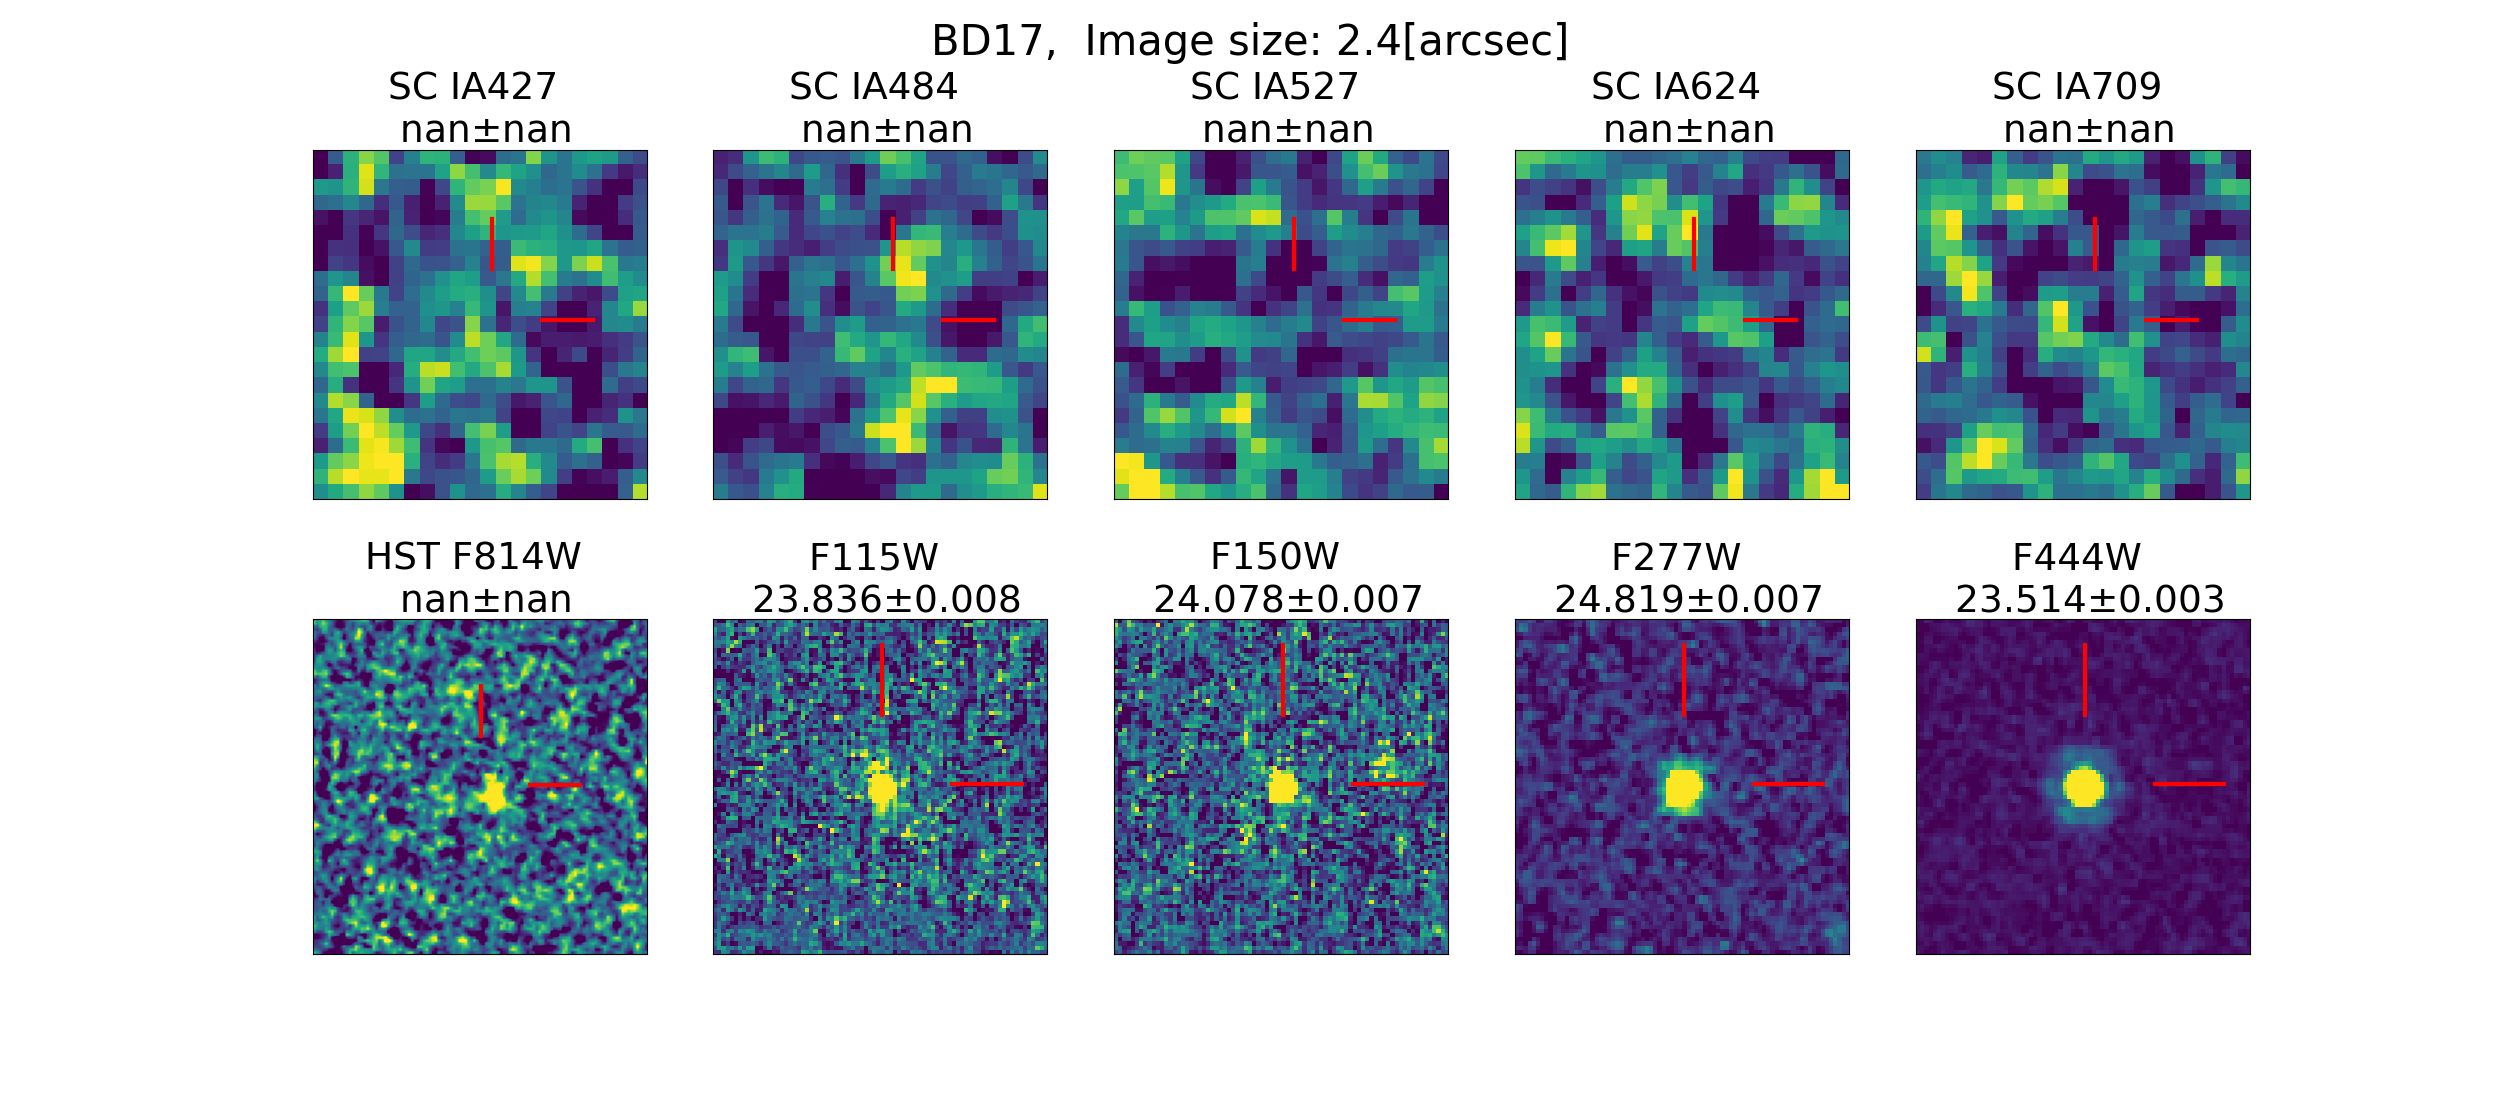 BD17,  Image size: 2.4[arcsec]
SC IA427
nan±nan
SC IA484
nan±nan
SC IA527
nan±nan
SC IA624
nan±nan
SC IA709
nan±nan
HST F814W
nan±nan
F115W
23.836±0.008
F150W
24.078±0.007
F277W
24.819±0.007
F444W
23.514±0.003